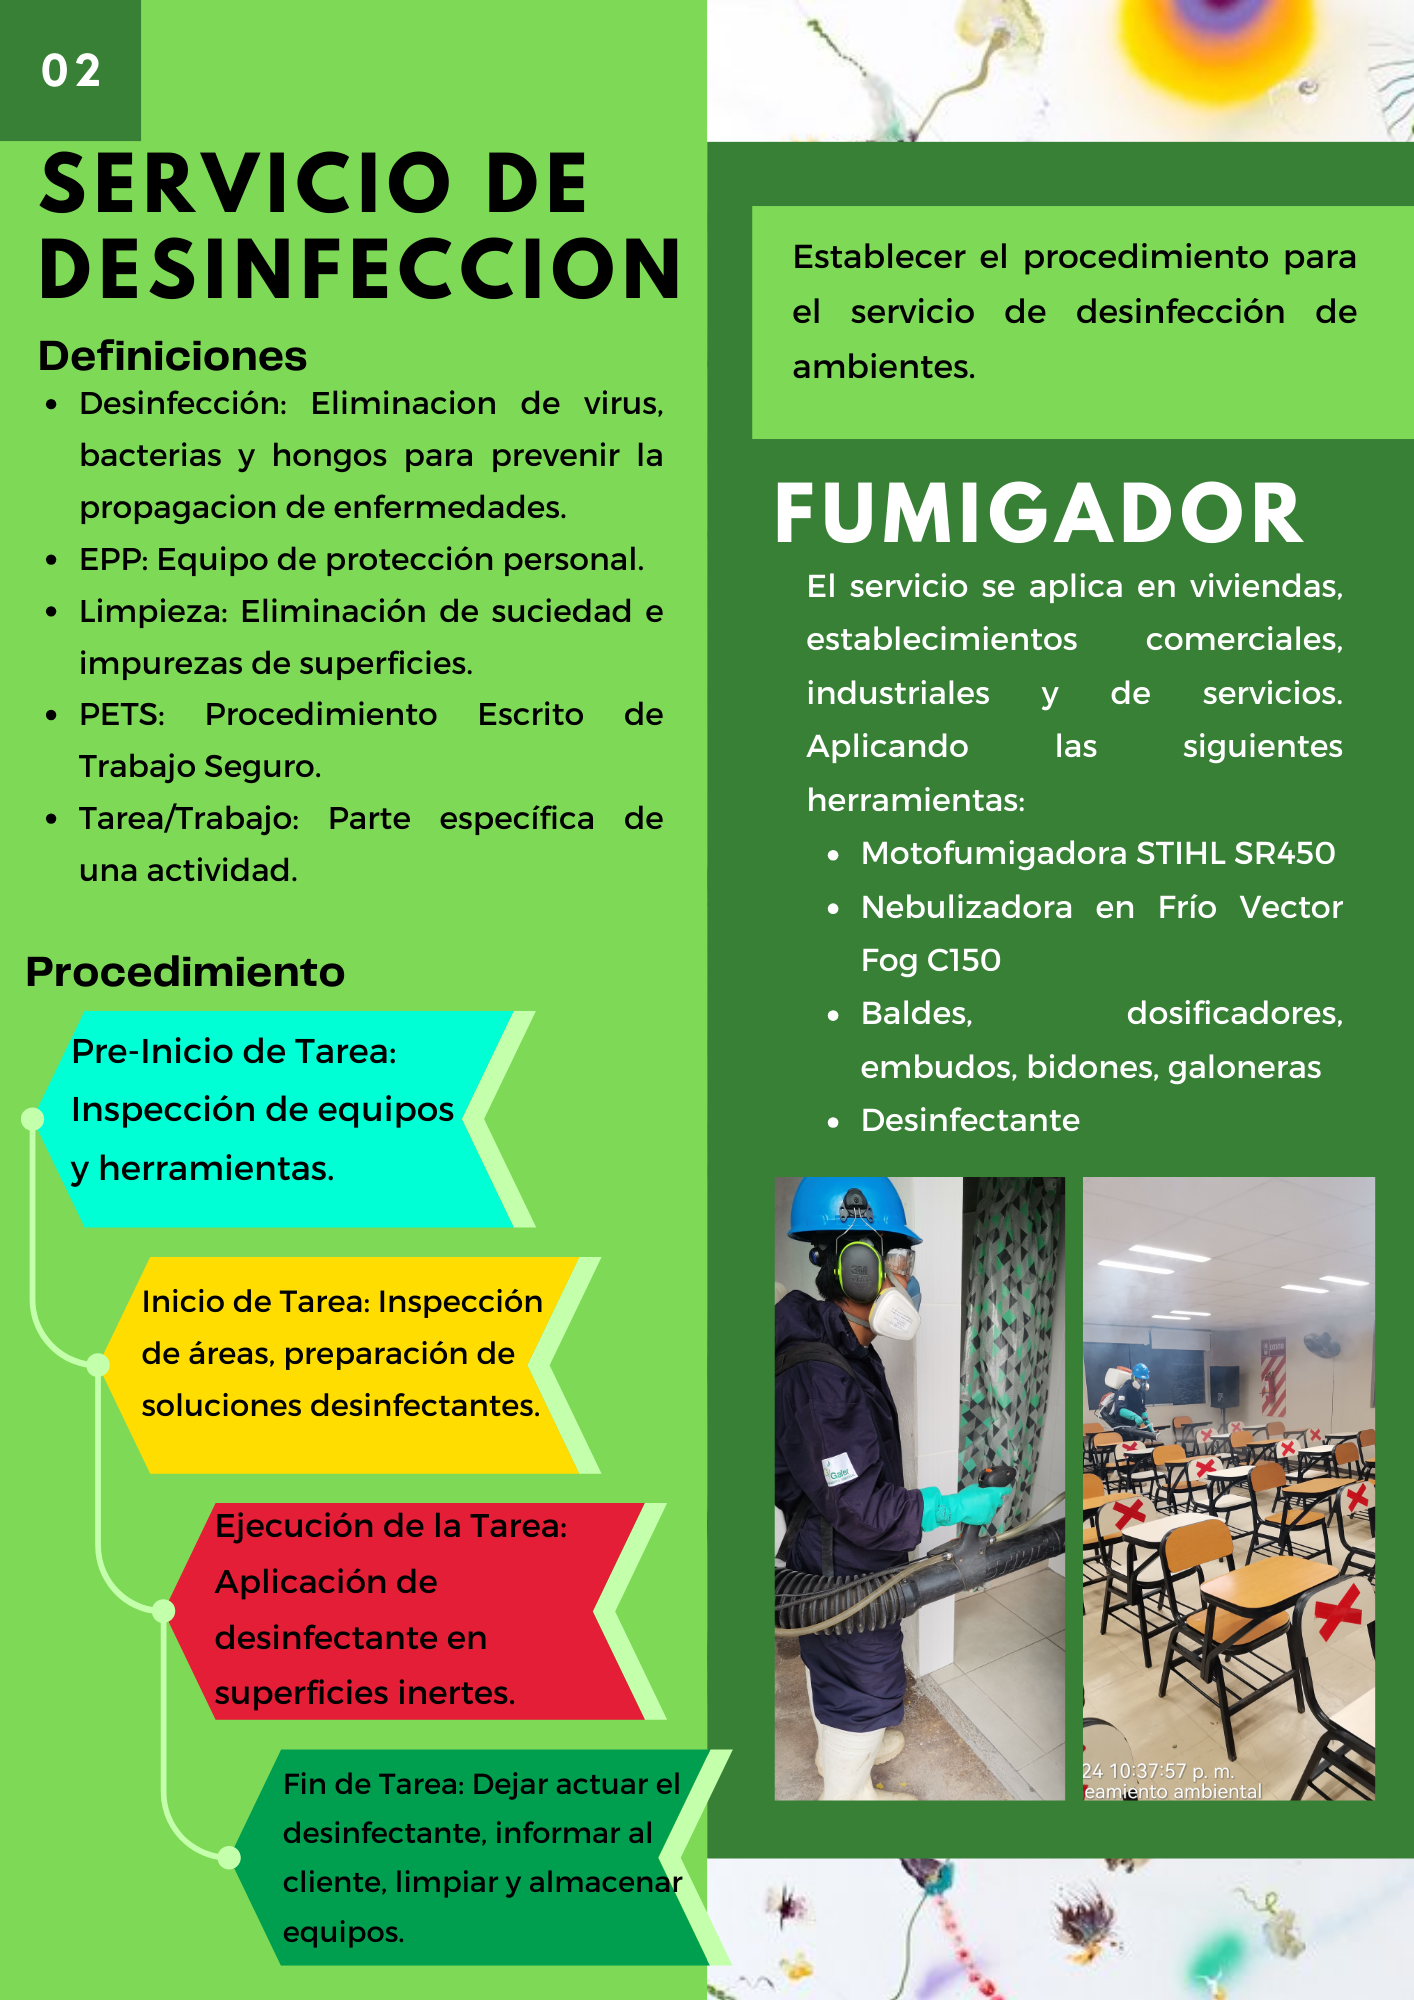 02
SERVICIO DE
DESINFECCION
Definiciones
• Desinfección: Eliminacion de virus,
bacterias y hongos para prevenir la
propagacion de enfermedades.
• EPP: Equipo de protección personal.
• Limpieza: Eliminación de suciedad e
impurezas de superficies.
• PETS: Procedimiento Escrito de
Trabajo Seguro.
• Tarea/Trabajo: Parte específica de
una actividad.
Procedimiento
Pre-Inicio de Tarea:
Inspección de equipos
y herramientas.
Inicio de Tarea: Inspección
de áreas, preparación de
soluciones desinfectantes.
Ejecución de la Tarea:
Aplicación de
desinfectante en
superficies inertes.
Fin de Tarea: Dejar actuar el
desinfectante, informar al
cliente, limpiar y almacenar
equipos.
Establecer el procedimiento para
el servicio de desinfección de
ambientes.
FUMIGADOR
El servicio se aplica en viviendas,
establecimientos comerciales,
industriales y de servicios.
Aplicando las siguientes
herramientas:
• Motofumigadora STIHL SR450
• Nebulizadora en Frío Vector
Fog C150
• Baldes, dosificadores,
embudos, bidones, galoneras
• Desinfectante
3M
Gafer
24 10:37:57 p. m.
eamiento ambiental